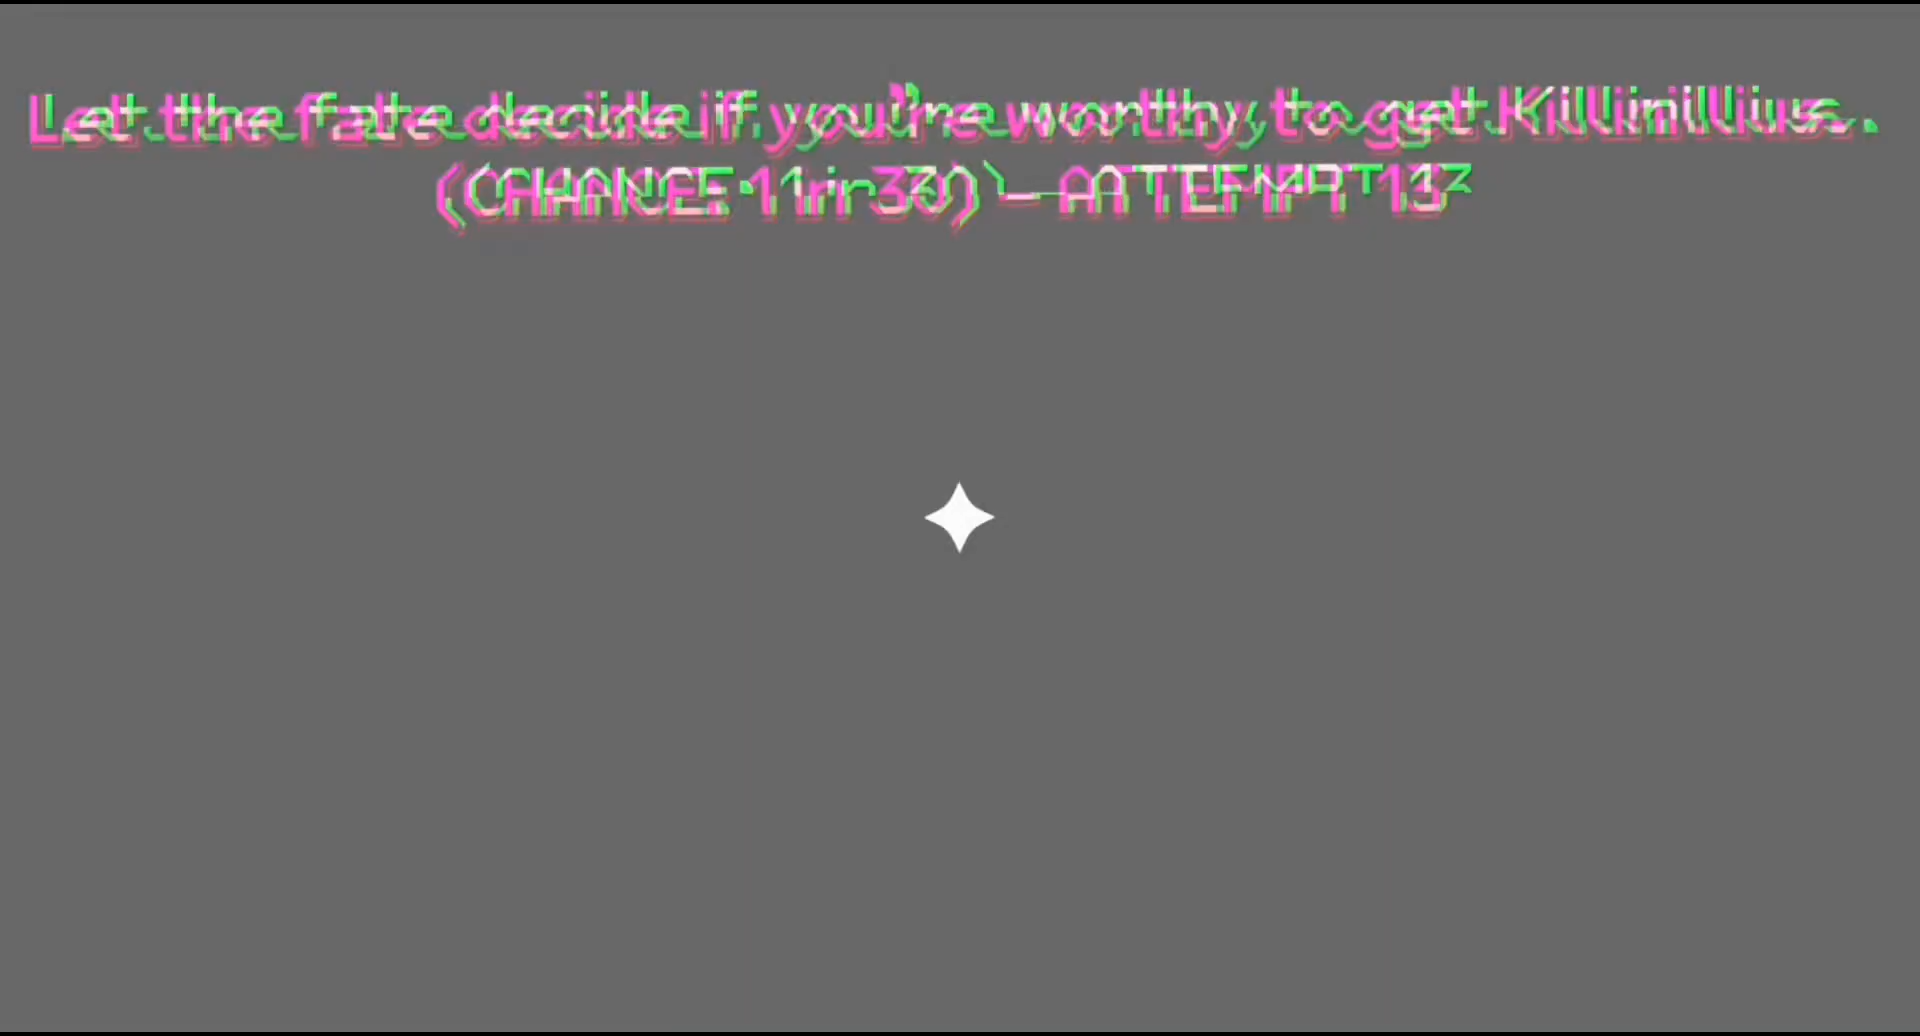 Let the fate decide if you're worthy to get Killinillius.
(CHANCE: 1 in 30) - ATTEMPT 13